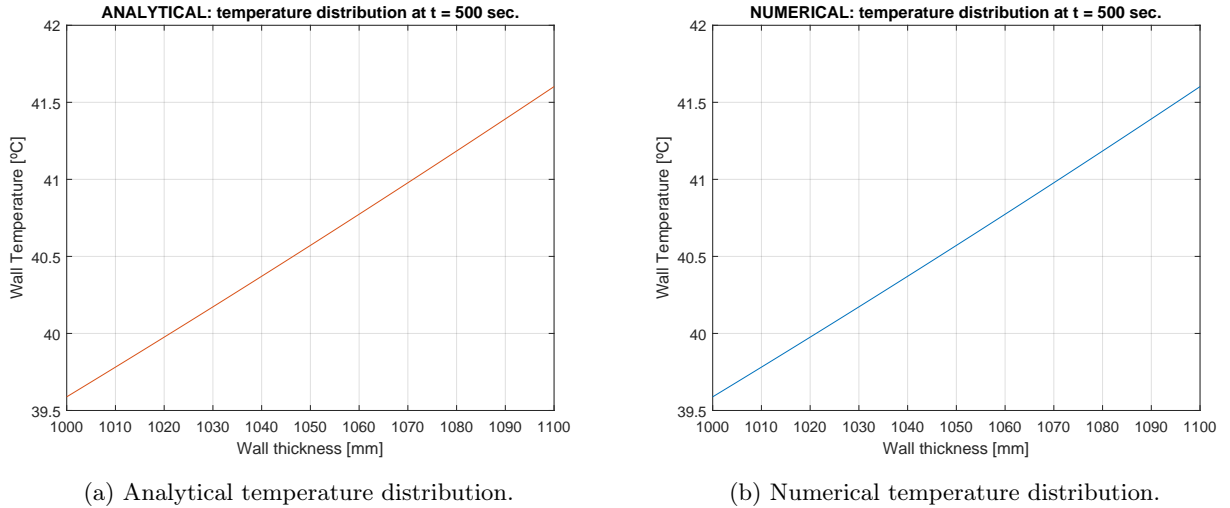 ANALYTICAL: temperature distribution at t = 500 sec.
42
41.5
41
40.5
40
39.5
Wall Temperature [ºC]
1000 1010 1020 1030 1040 1050 1060 1070 1080 1090 1100
Wall thickness [mm]
(a) Analytical temperature distribution.
NUMERICAL: temperature distribution at t = 500 sec.
42
41.5
41
40.5
40
39.5
Wall Temperature [ºC]
1000 1010 1020 1030 1040 1050 1060 1070 1080 1090 1100
Wall thickness [mm]
(b) Numerical temperature distribution.